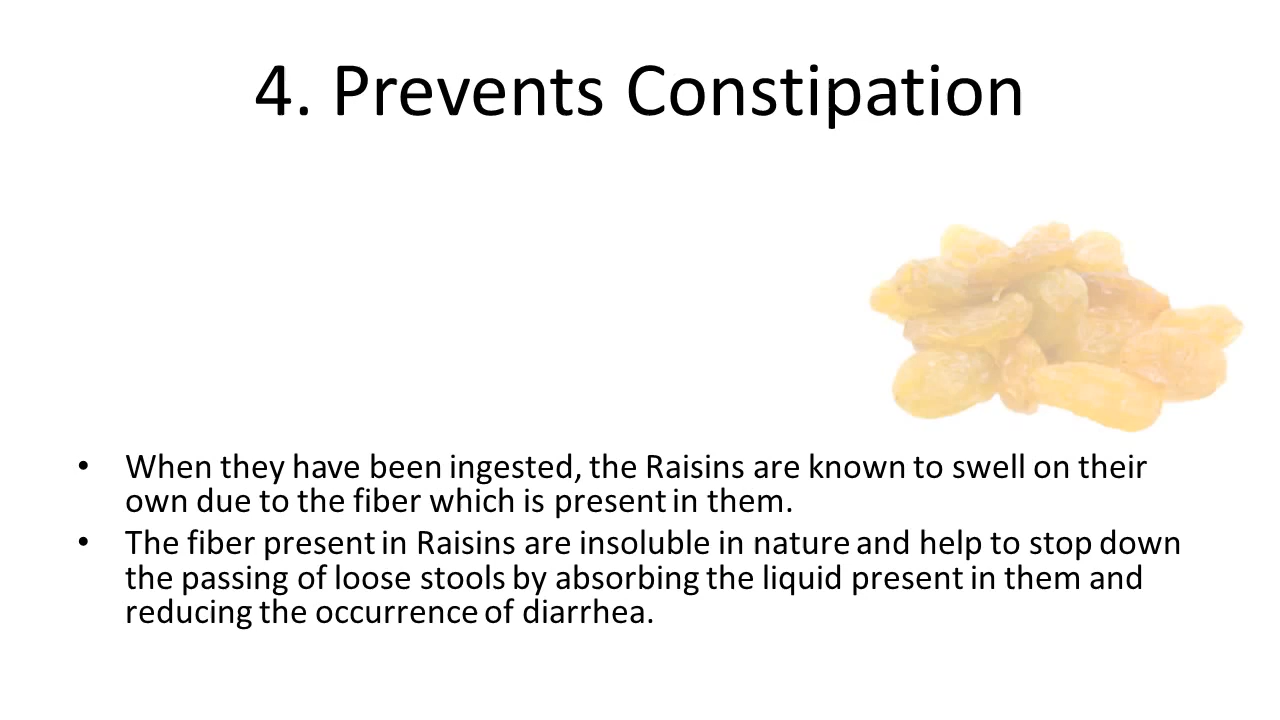 4. Prevents Constipation
• When they have been ingested, the Raisins are known to swell on their
own due to the fiber which is present in them.
• The fiber present in Raisins are insoluble in nature and help to stop down
the passing of loose stools by absorbing the liquid present in them and
reducing the occurrence of diarrhea.